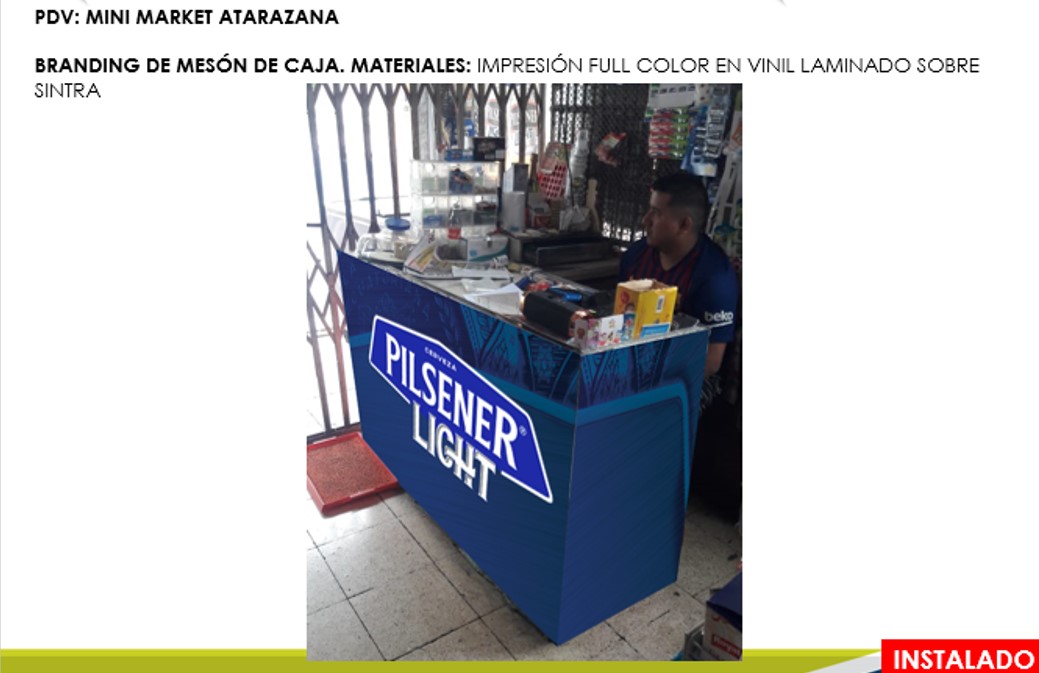 PDV: MINI MARKET ATARAZANA
BRANDING DE MESÓN DE CAJA. MATERIALES: IMPRESIÓN FULL COLOR EN VINIL LAMINADO SOBRE
SINTRA
beko
CERVEZA
PILSENER®
LIGHT
INSTALADO